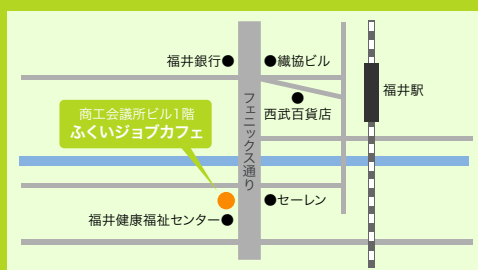 福井銀行
繊協ビル
福井駅
西武百貨店
商工会議所ビル1階
ふくいジョブカフェ
フェニックス通り
セーレン
福井健康福祉センター